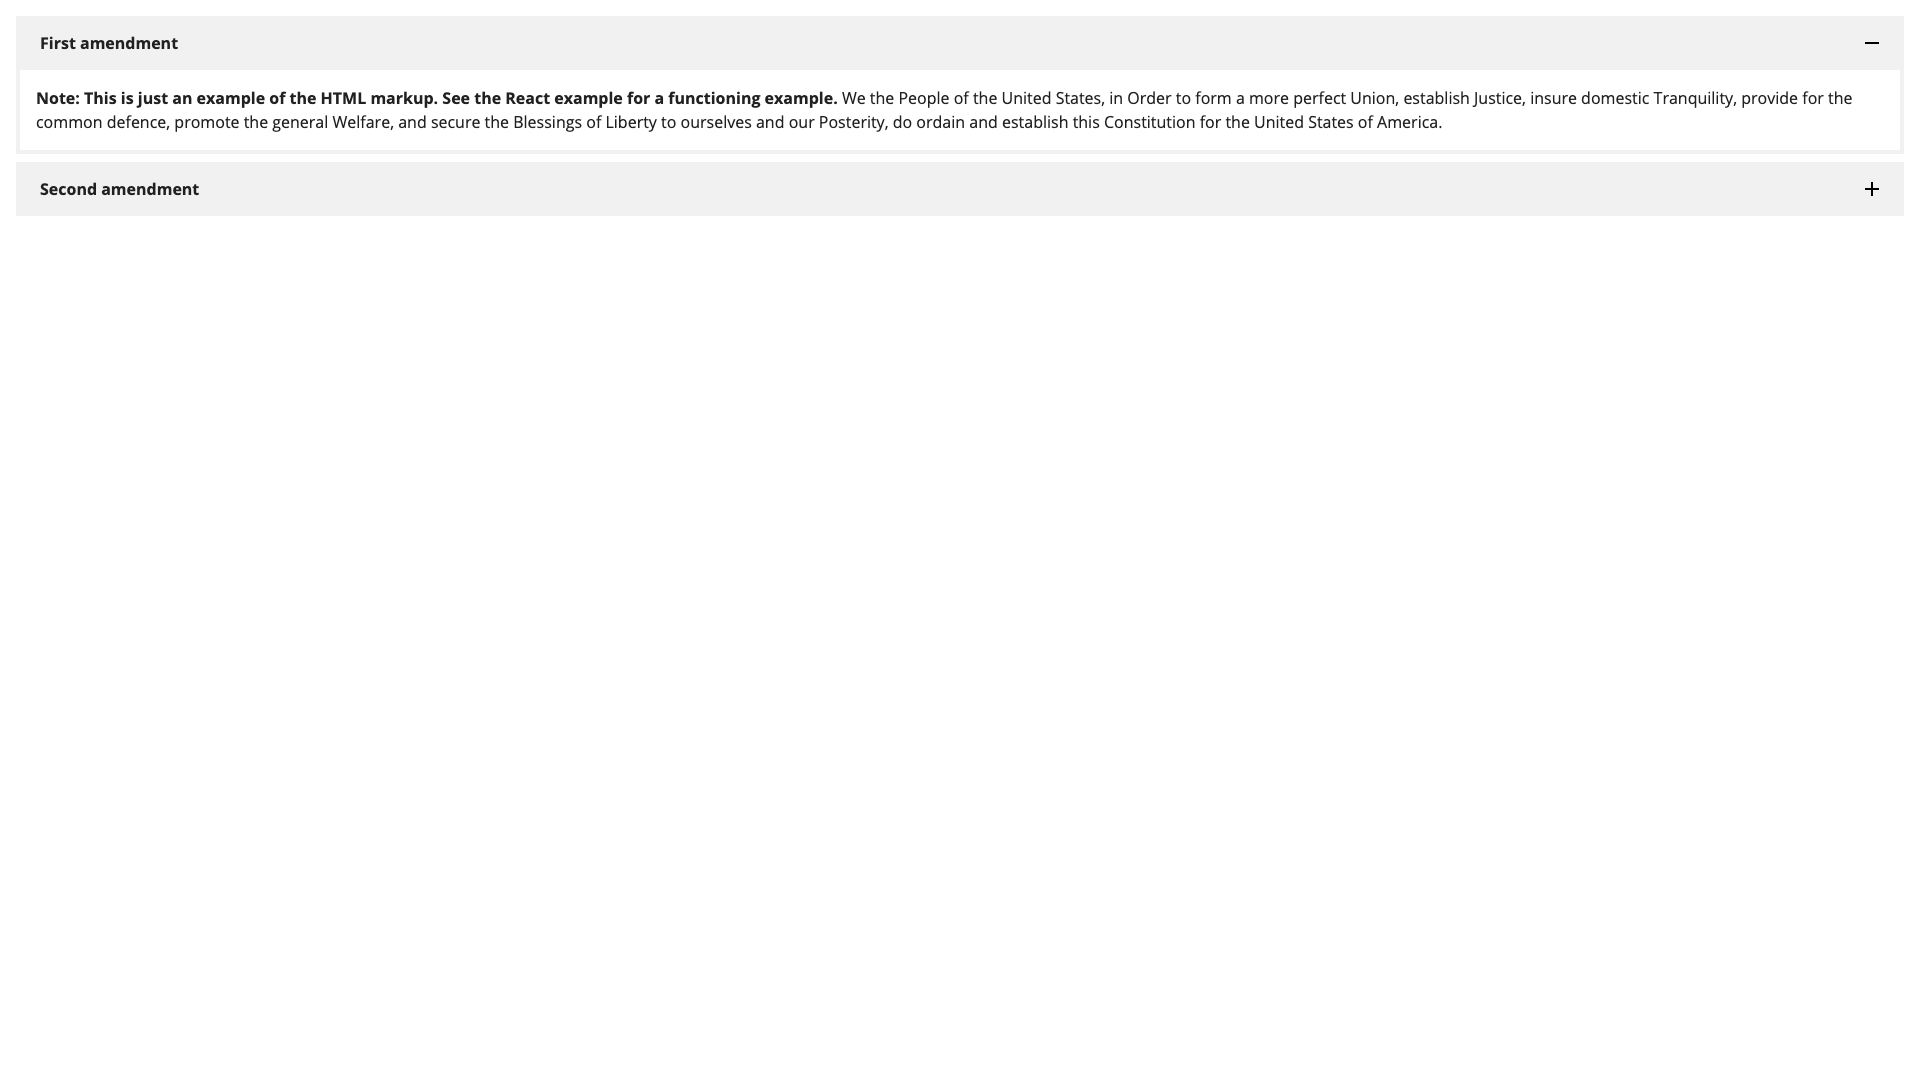 First amendment
Note: This is just an example of the HTML markup. See the React example for a functioning example. We the People of the United States, in Order to form a more perfect Union, establish Justice, insure domestic Tranquility, provide for the
common defence, promote the general Welfare, and secure the Blessings of Liberty to ourselves and our Posterity, do ordain and establish this Constitution for the United States of America.
Second amendment